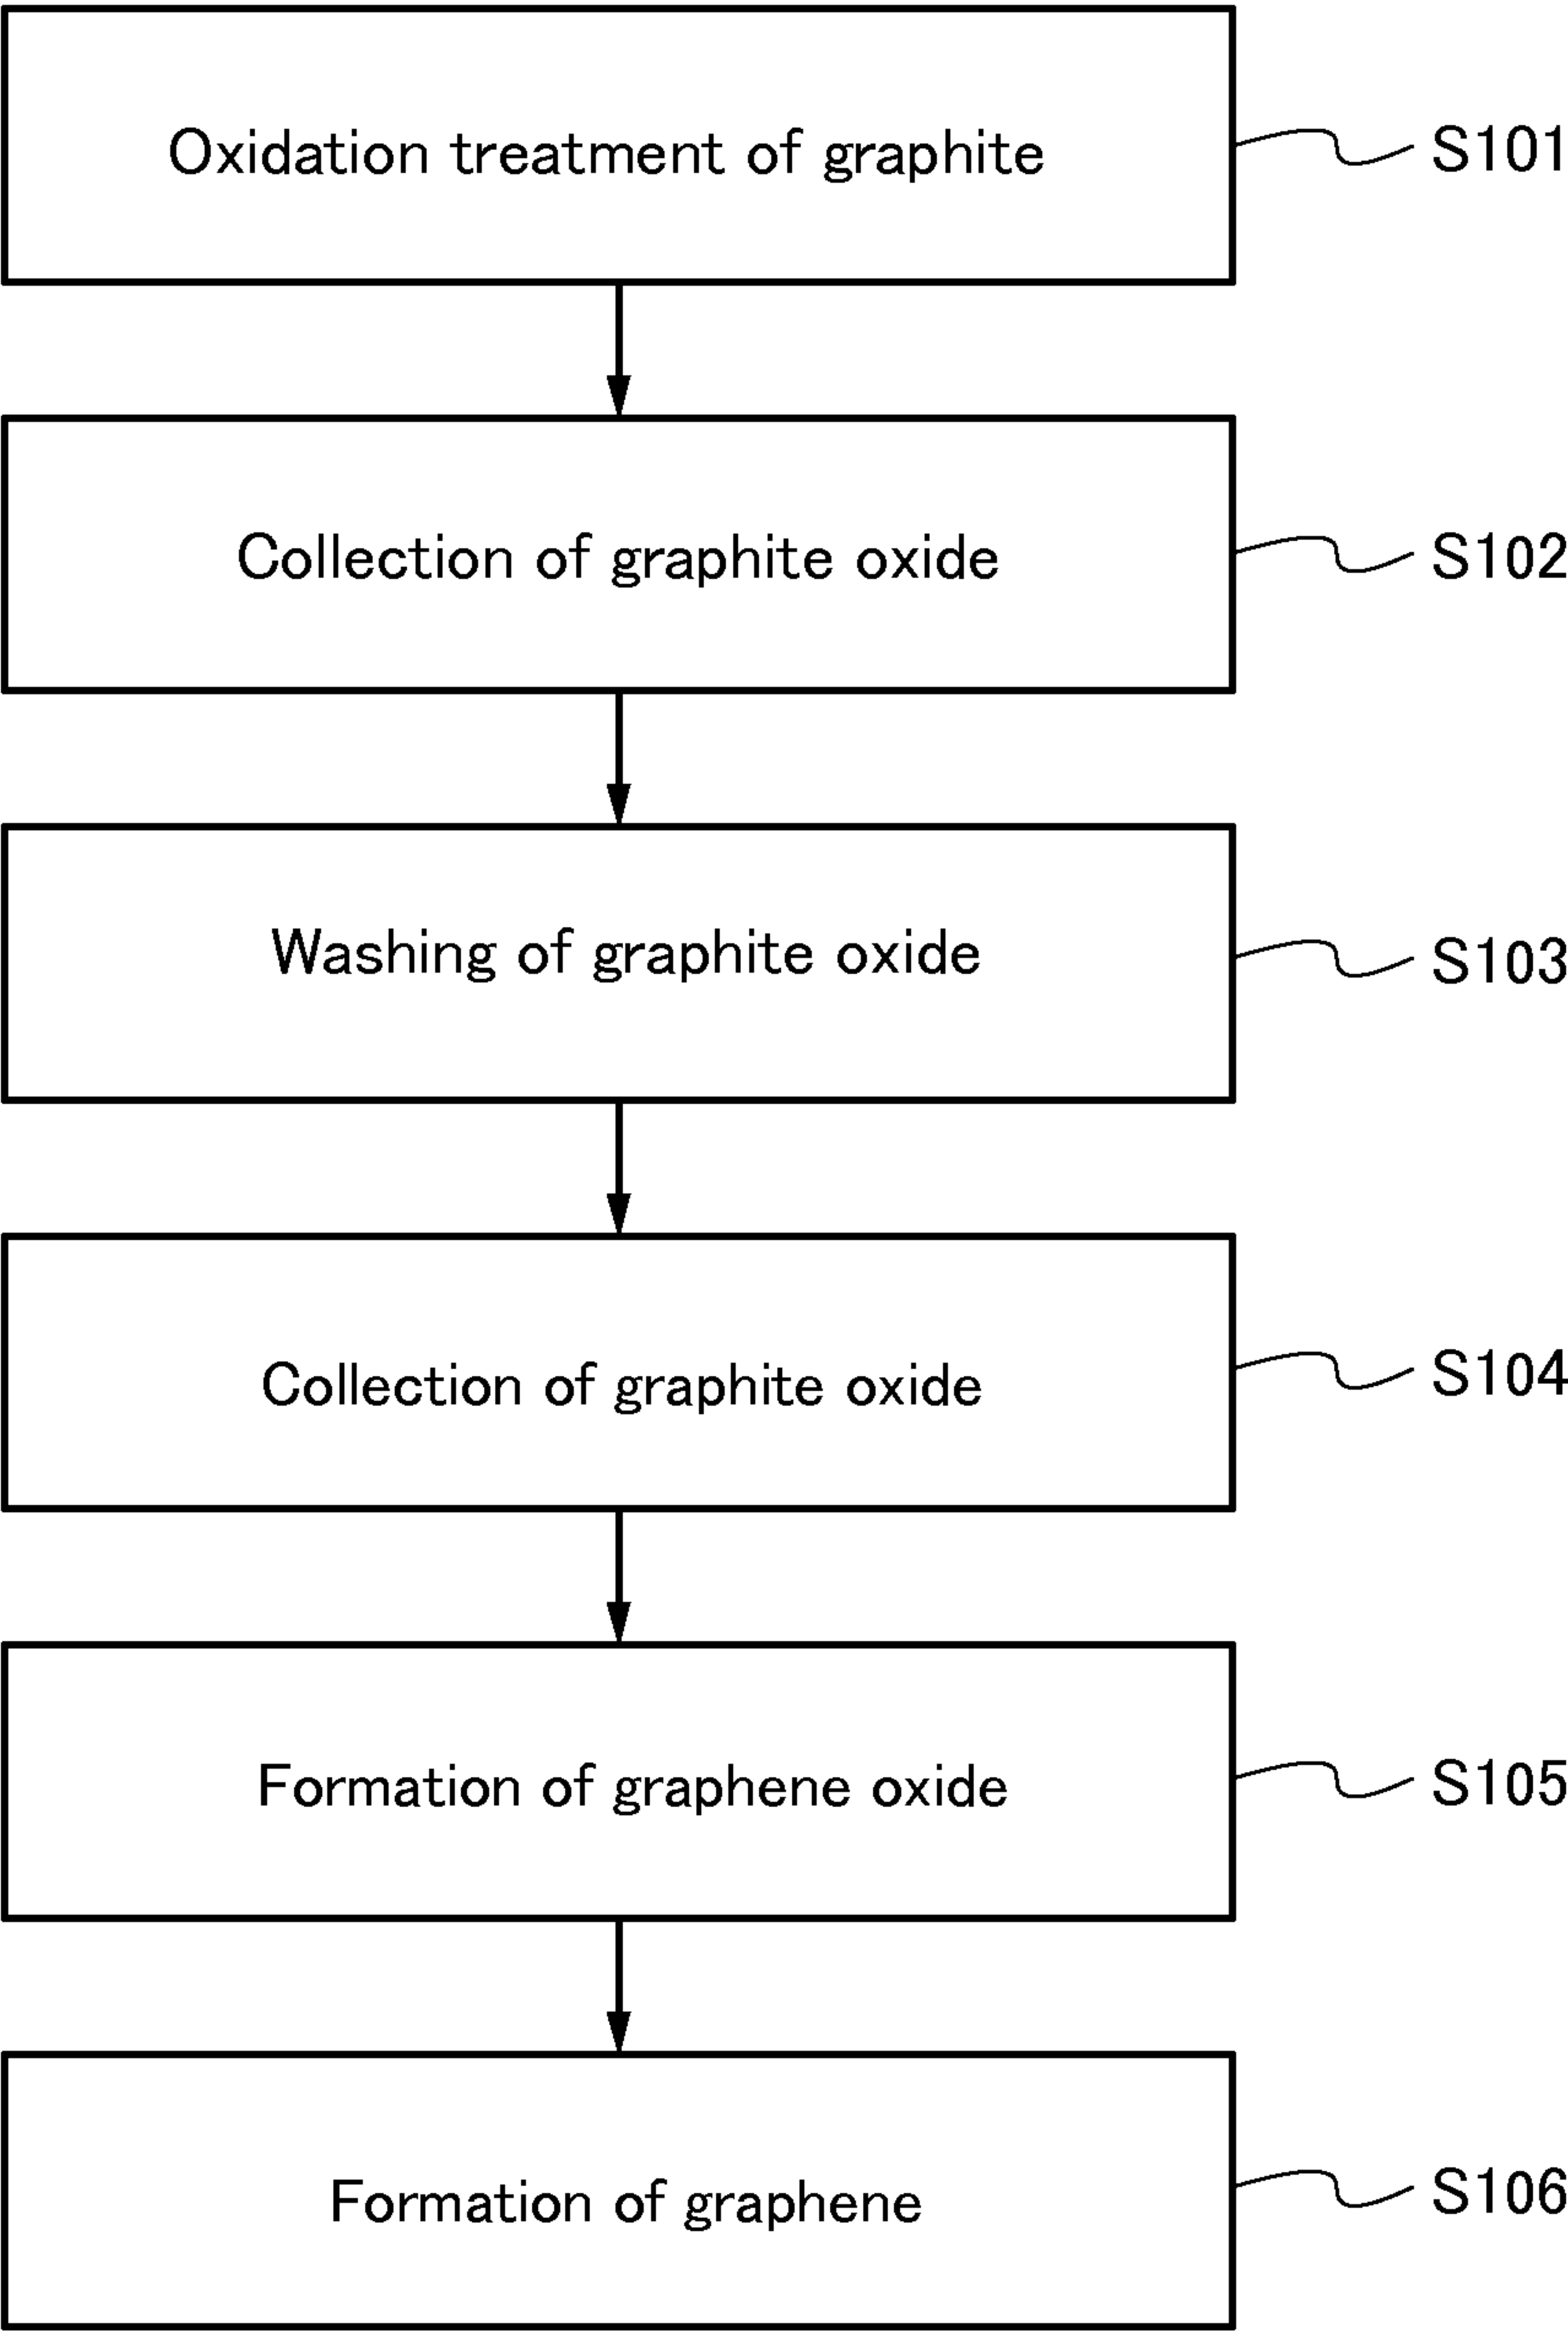 Oxidation treatment of graphite
S101
Collection of graphite oxide
S102
Washing of graphite oxide
S103
Collection of graphite oxide
S104
Formation of graphene oxide
S105
Formation of graphene
S106